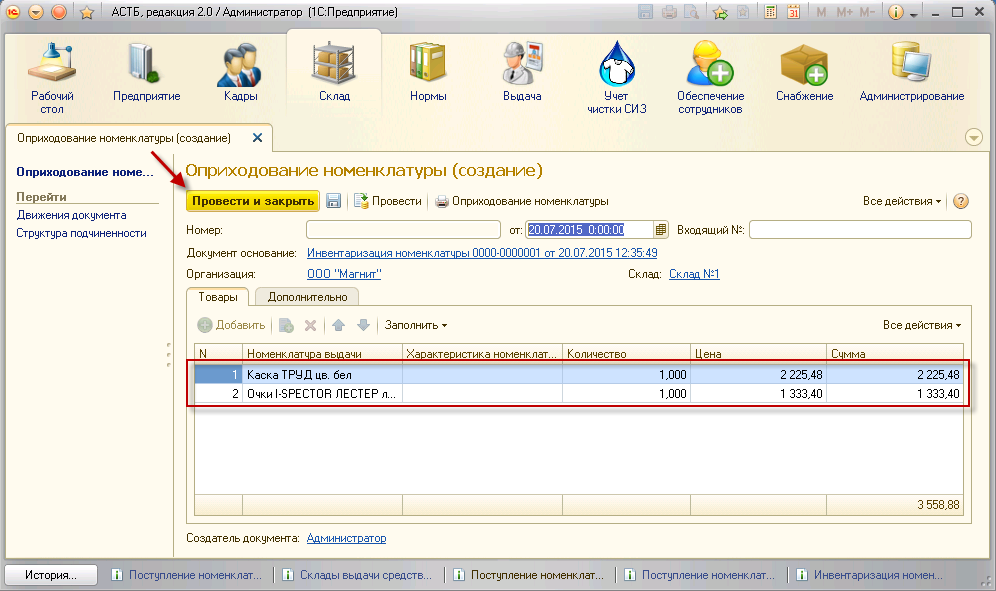 АСТБ, редакция 2.0 / Администратор (1С:Предприятие)
M M+ M-
Рабочий стол
Предприятие
Кадры
Склад
Нормы
Выдача
Учет чистки СИЗ
Обеспечение сотрудников
Снабжение
Администрирование
Оприходование номенклатуры (создание)
Оприходование номе...
Перейти
Движения документа
Структура подчиненности
Оприходование номенклатуры (создание)
Провести и закрыть Провести Оприходование номенклатуры Все действия
Номер: от: 20.07.2015 0:00:00 Входящий №:
Документ основание: Инвентаризация номенклатуры 0000-0000001 от 20.07.2015 12:35:49
Организация: ООО "Магнит" Склад: Склад №1
Товары Дополнительно
Добавить Заполнить Все действия
N Номенклатура выдачи Характеристика номенклат... Количество Цена Сумма
1 Каска ТРУД цв. бел 1,000 2 225,48 2 225,48
2 Очки I-SPECTOR ЛЕСТЕР л... 1,000 1 333,40 1 333,40
3 558,88
Создатель документа: Администратор
История... Поступление номенклат... Склады выдачи средств... Поступление номенклат... Поступление номенклат... Инвентаризация номен...